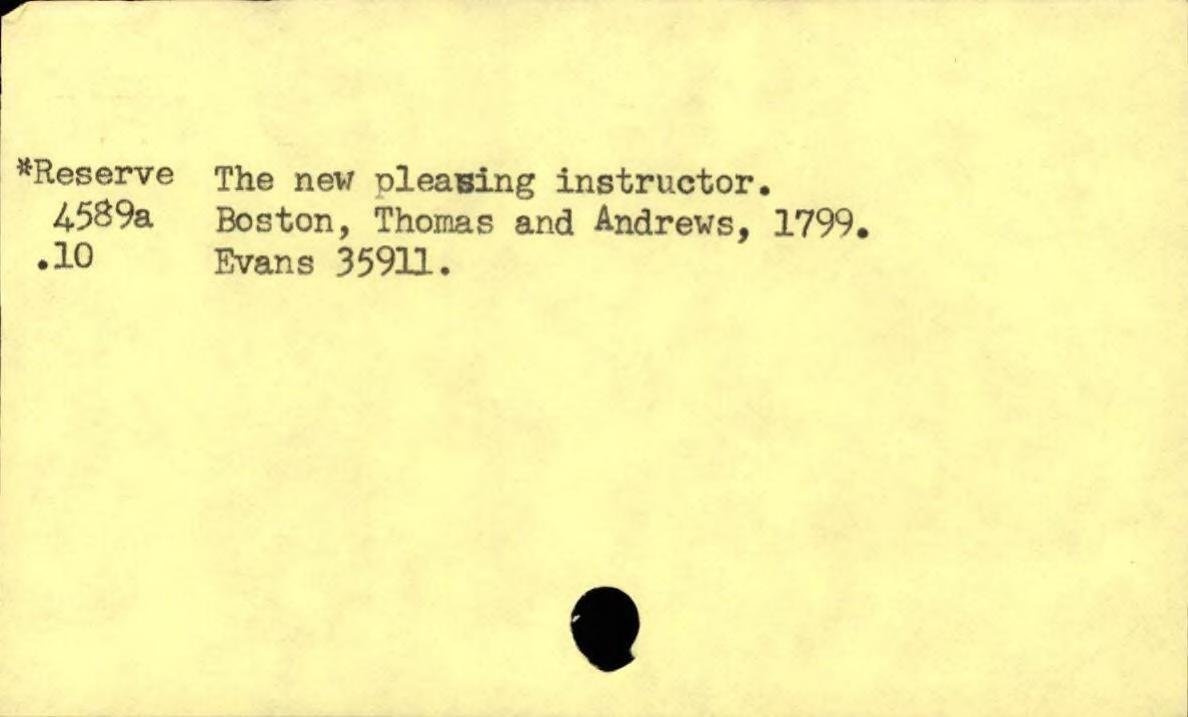 *Reserve The new pleasing instructor.
4589a Boston, Thomas and Andrews, 1799.
.10 Evans 35911.